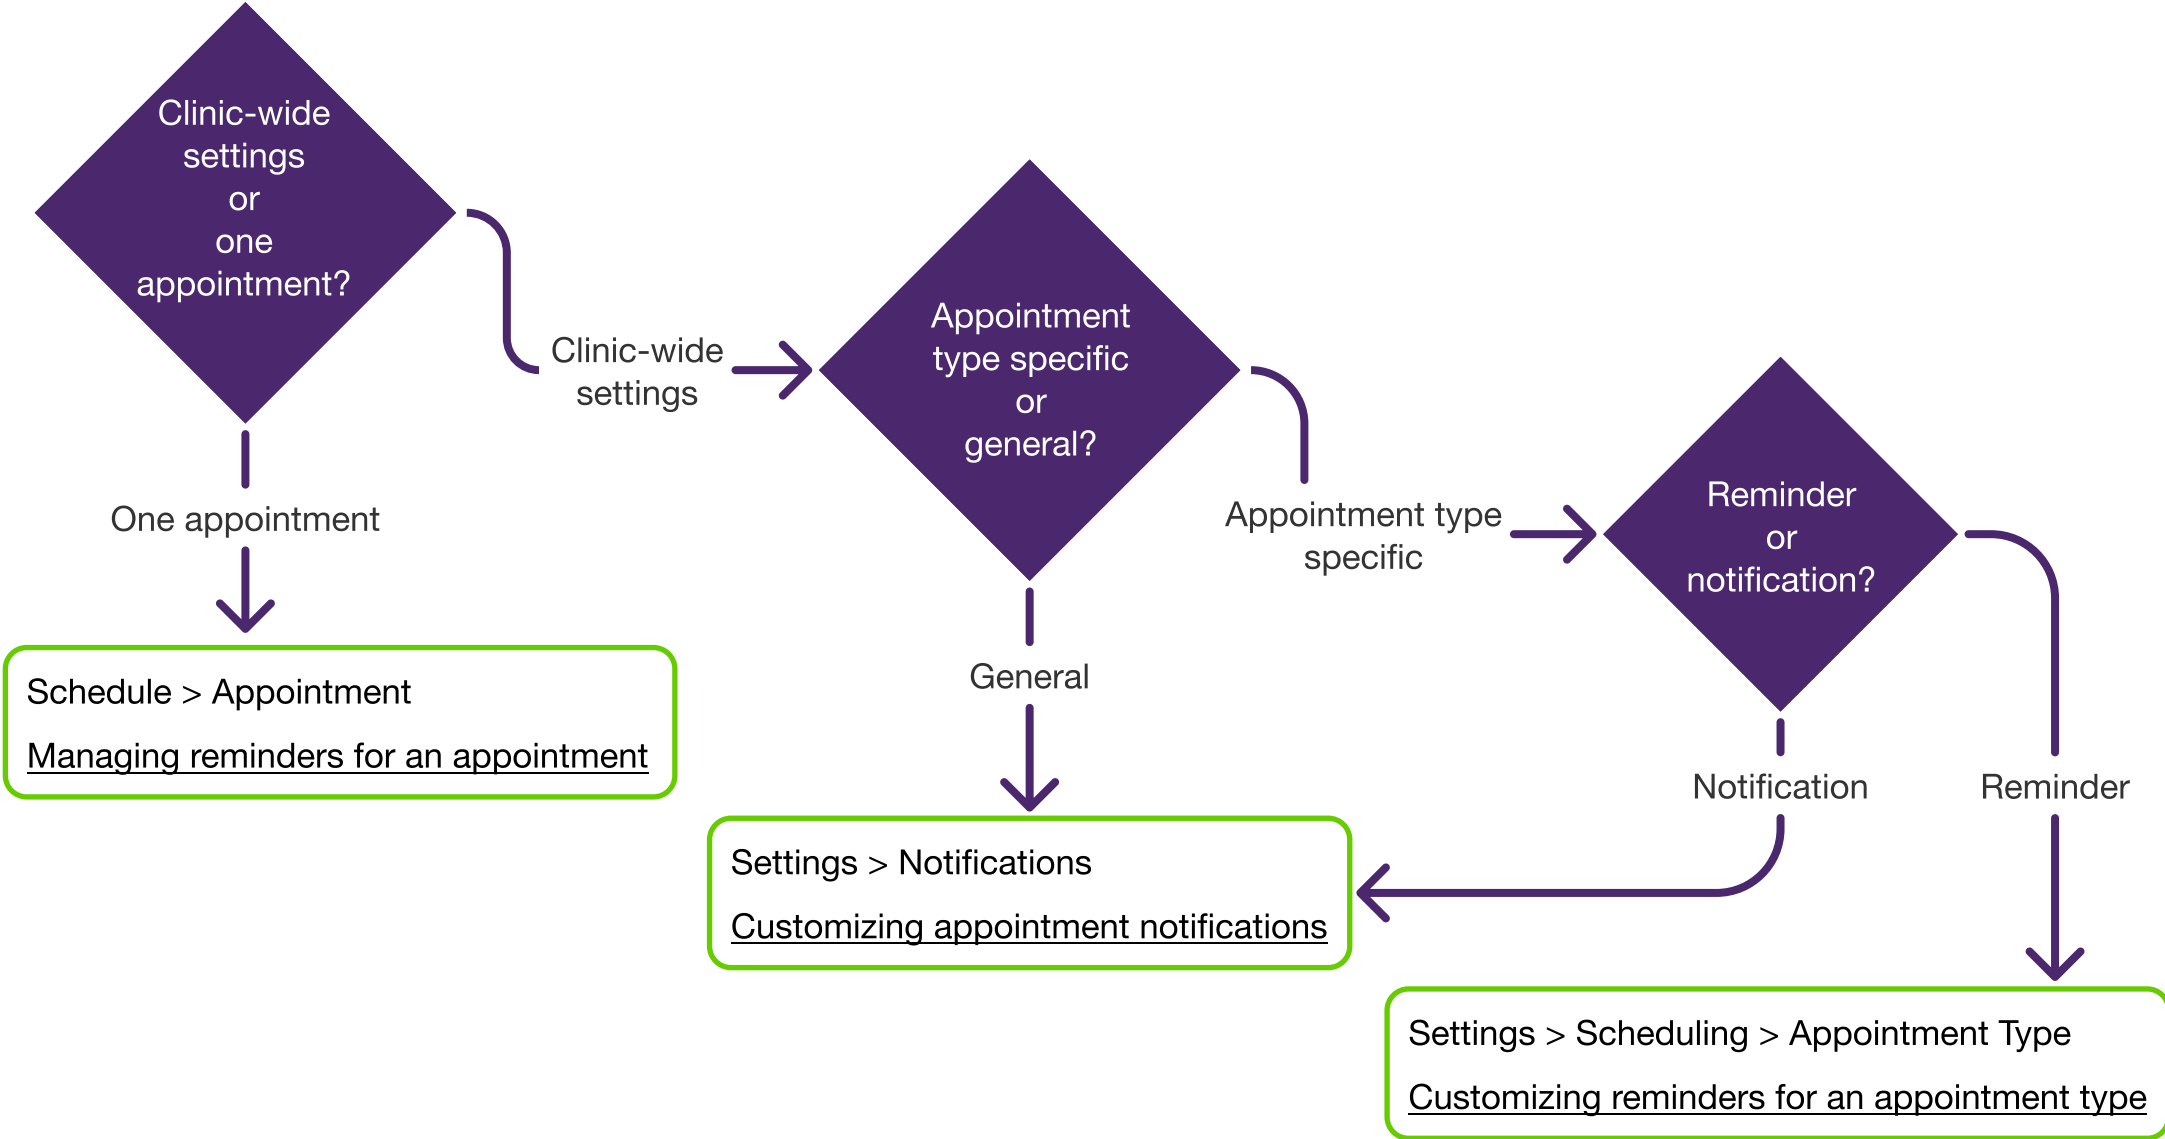 Clinic-wide
settings
or
one
appointment?
Clinic-wide
settings
One appointment
Schedule > Appointment
Managing reminders for an appointment
Appointment
type specific
or
general?
Appointment type
specific
General
Settings > Notifications
Customizing appointment notifications
Reminder
or
notification?
Notification
Reminder
Settings > Scheduling > Appointment Type
Customizing reminders for an appointment type